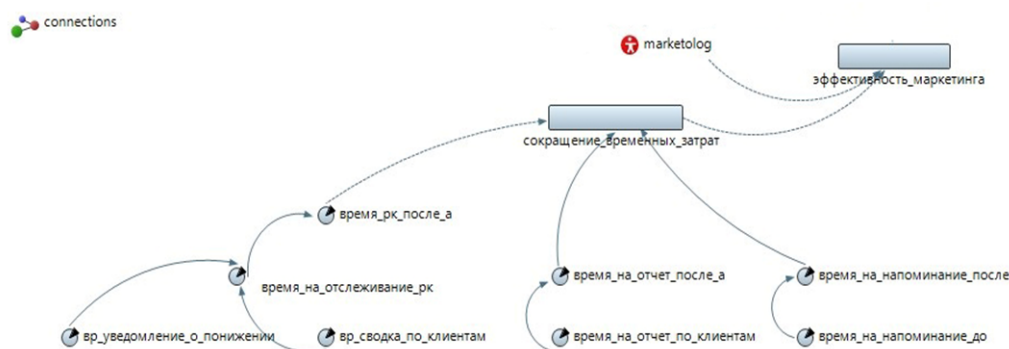 connections
marketolog
эффективность_маркетинга
сокращение_временных_затрат
время_рк_после_а
время_на_отчет_после_а
время_на_напоминание_после
время_на_отслеживание_рк
вр_уведомление_о_понижении
вр_сводка_по_клиентам
время_на_отчет_по_клиентам
время_на_напоминание_до